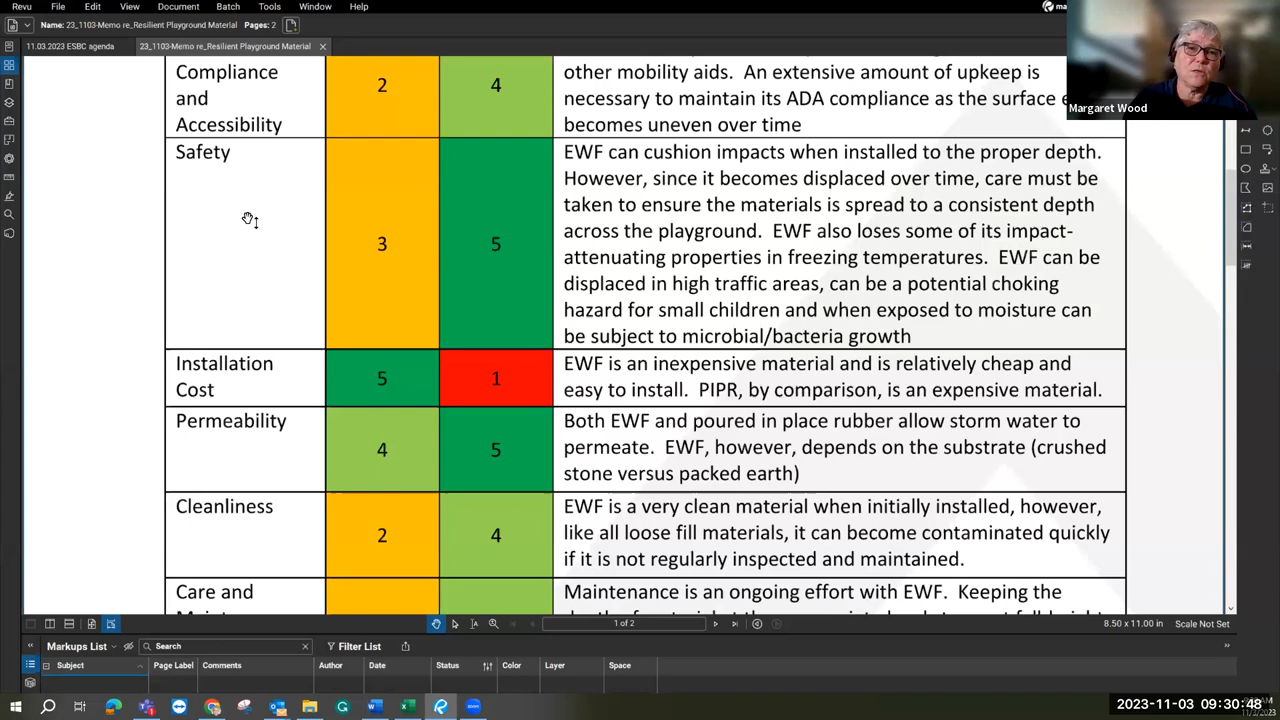 Revu File Edit View Document Batch Tools Window Help
Name: 23_1103-Memo re_Resilient Playground Material Pages: 2
11.03.2023 ESBC agenda 23_1103-Memo re_Resilient Playground Material
Margaret Wood
Compliance
and
Accessibility
2
4
other mobility aids. An extensive amount of upkeep is
necessary to maintain its ADA compliance as the surface
becomes uneven over time
Safety
3
5
EWF can cushion impacts when installed to the proper depth.
However, since it becomes displaced over time, care must be
taken to ensure the materials is spread to a consistent depth
across the playground. EWF also loses some of its impact-
attenuating properties in freezing temperatures. EWF can be
displaced in high traffic areas, can be a potential choking
hazard for small children and when exposed to moisture can
be subject to microbial/bacteria growth
Installation
Cost
5
1
EWF is an inexpensive material and is relatively cheap and
easy to install. PIPR, by comparison, is an expensive material.
Permeability
4
5
Both EWF and poured in place rubber allow storm water to
permeate. EWF, however, depends on the substrate (crushed
stone versus packed earth)
Cleanliness
2
4
EWF is a very clean material when initially installed, however,
like all loose fill materials, it can become contaminated quickly
if it is not regularly inspected and maintained.
Care and
Maintenance is an ongoing effort with EWF. Keeping the
1 of 2
8.50 x 11.00 in Scale Not Set
Markups List Search Filter List
Subject Page Label Comments Author Date Status Color Layer Space
2023-11-03 09:30:48